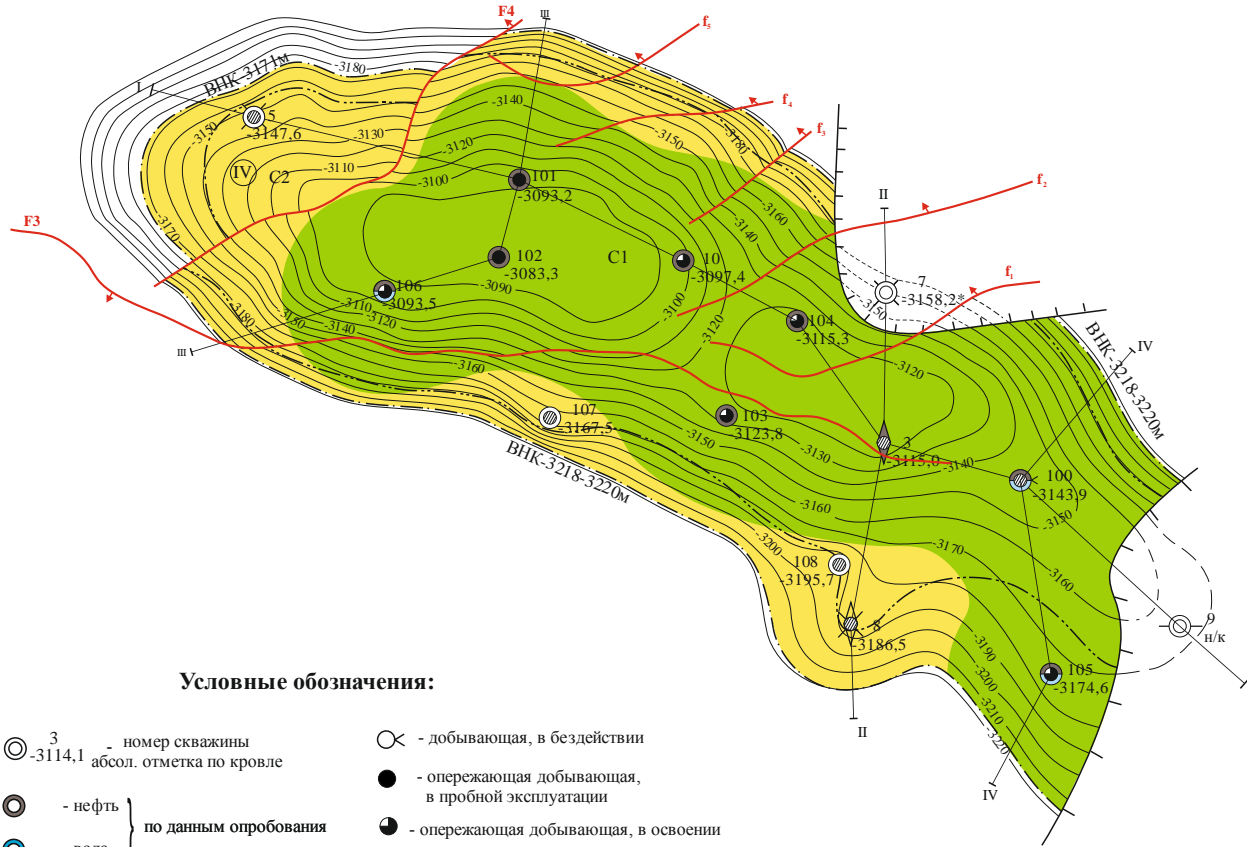 III
F4
f₅
ВНК-3171м
-3180
I
5
-3147,6
-3150
-3130
-3140
-3120
-3110
-3100
IV
C2
-3170
F3
101
-3093,2
-3150
-3180
f₄
f₃
f₂
II
-3160
-3140
102
-3083,3
C1
10
-3097,4
7
-3158,2*
-3150
f₁
106
-3093,5
-3090
-3100
-3110
-3120
-3140
-3150
-3180
III
104
-3115,3
-3120
-3120
ВНК-3218-3220м
IV
-3160
107
-3167,5
103
-3123,8
-3150
-3130
3
-3115,0
-3140
100
-3143,9
-3150
ВНК-3218-3220м
-3160
-3170
-3160
-3200
108
-3195,7
8
-3186,5
9
н/к
-3190
-3200
-3210
-3220
105
-3174,6
II
IV
Условные обозначения:
3
-3114,1
- номер скважины
абсол. отметка по кровле
- нефть
по данным опробования
- добывающая, в бездействии
- опережающая добывающая,
в пробной эксплуатации
- опережающая добывающая, в освоении